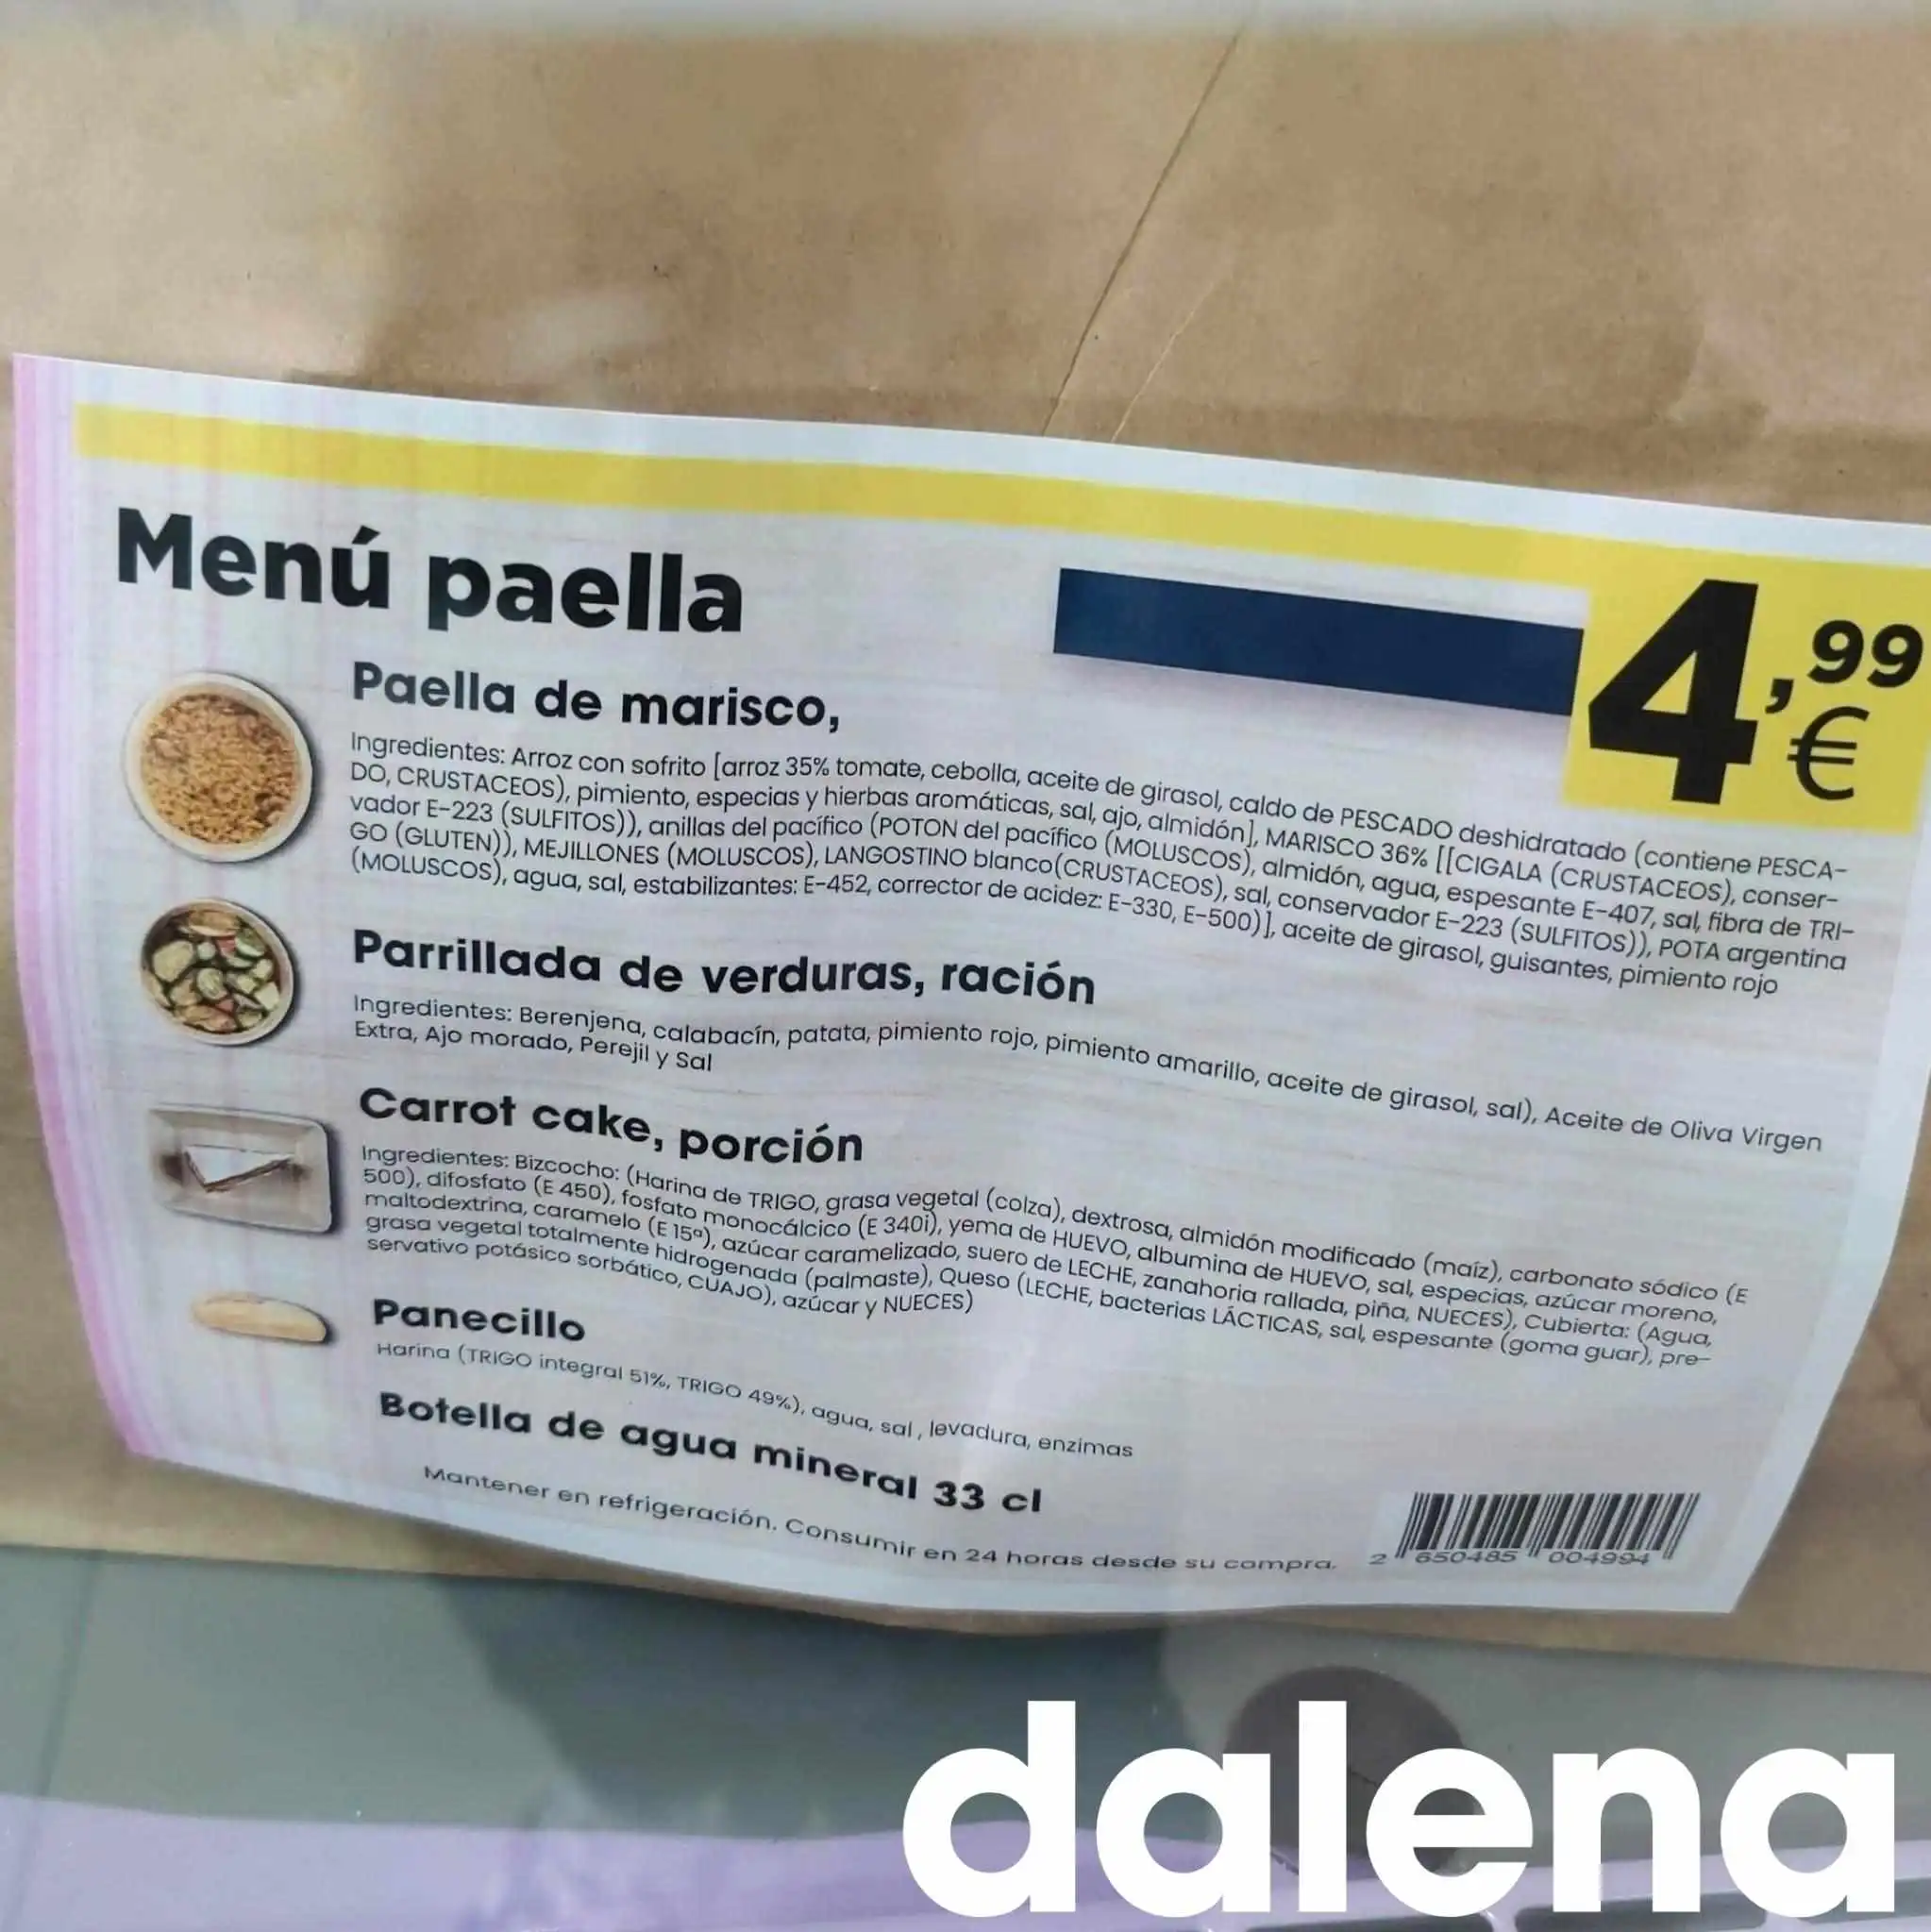 Menú paella
4,99
€
Paella de marisco,
Ingredientes: Arroz con sofrito [arroz 35% tomate, cebolla, aceite de girasol, caldo de PESCADO deshidratado (contiene PESCA-
DO, CRUSTACEOS), pimiento, especias y hierbas aromáticas, sal, ajo, almidón], MARISCO 36% [[CIGALA (CRUSTACEOS), conser-
vador E-223 (SULFITOS)), anillas del pacífico (POTON del pacífico (MOLUSCOS), almidón, agua, espesante E-407, sal, fibra de TRI-
GO (GLUTEN)), MEJILLONES (MOLUSCOS), LANGOSTINO blanco(CRUSTACEOS), sal, conservador E-223 (SULFITOS)), POTA argentina
(MOLUSCOS), agua, sal, estabilizantes: E-452, corrector de acidez: E-330, E-500)], aceite de girasol, guisantes, pimiento rojo
Parrillada de verduras, ración
Ingredientes: Berenjena, calabacín, patata, pimiento rojo, pimiento amarillo, aceite de girasol, sal), Aceite de Oliva Virgen
Extra, Ajo morado, Perejil y Sal
Carrot cake, porción
Ingredientes: Bizcocho: (Harina de TRIGO, grasa vegetal (colza), dextrosa, almidón modificado (maíz), carbonato sódico (E
500), difosfato (E 450), fosfato monocálcico (E 340i), yema de HUEVO, albumina de HUEVO, sal, especias, azúcar moreno,
maltodextrina, caramelo (E 15ª), azúcar caramelizado, suero de LECHE, zanahoria rallada, piña, NUECES), Cubierta: (Agua,
grasa vegetal totalmente hidrogenada (palmaste), Queso (LECHE, bacterias LÁCTICAS, sal, espesante (goma guar), pre-
servativo potásico sorbático, CUAJO), azúcar y NUECES)
Panecillo
Harina (TRIGO integral 51%, TRIGO 49%), agua, sal , levadura, enzimas
Botella de agua mineral 33 cl
Mantener en refrigeración. Consumir en 24 horas desde su compra.
2 650485 004994
dalena